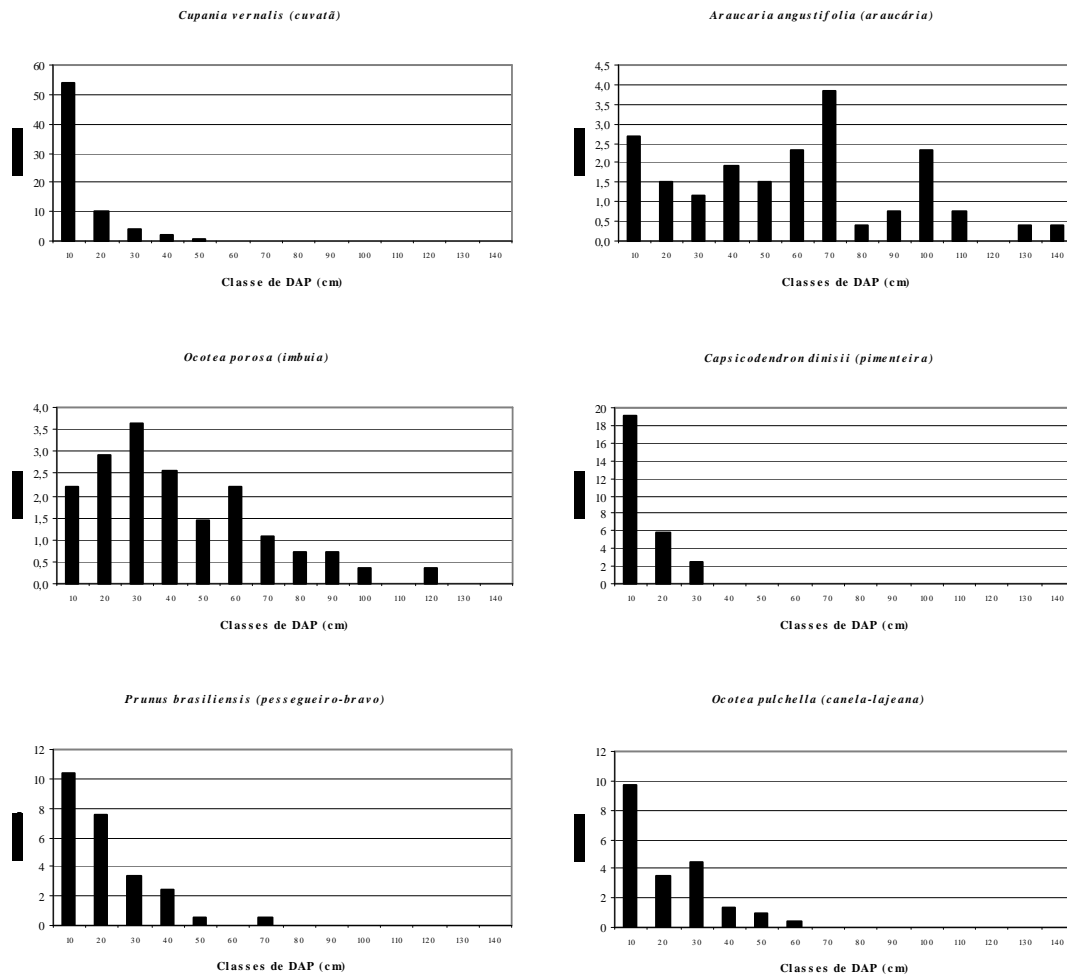 Cupania vernalis (cuvatã)
60
50
40
30
20
10
0
10 20 30 40 50 60 70 80 90 100 110 120 130 140
Classe de DAP (cm)
Araucaria angustifolia (araucária)
4,5
4,0
3,5
3,0
2,5
2,0
1,5
1,0
0,5
0,0
10 20 30 40 50 60 70 80 90 100 110 120 130 140
Classes de DAP (cm)
Ocotea porosa (imbuia)
4,0
3,5
3,0
2,5
2,0
1,5
1,0
0,5
0,0
10 20 30 40 50 60 70 80 90 100 110 120 130 140
Classes de DAP (cm)
Capsicodendron dinisii (pimenteira)
20
18
16
14
12
10
8
6
4
2
0
10 20 30 40 50 60 70 80 90 100 110 120 130 140
Classes de DAP (cm)
Prunus brasiliensis (pessegueiro-bravo)
12
10
8
6
4
2
0
10 20 30 40 50 60 70 80 90 100 110 120 130 140
Classes de DAP (cm)
Ocotea pulchella (canela-lajeana)
12
10
8
6
4
2
0
10 20 30 40 50 60 70 80 90 100 110 120 130 140
Classes de DAP (cm)